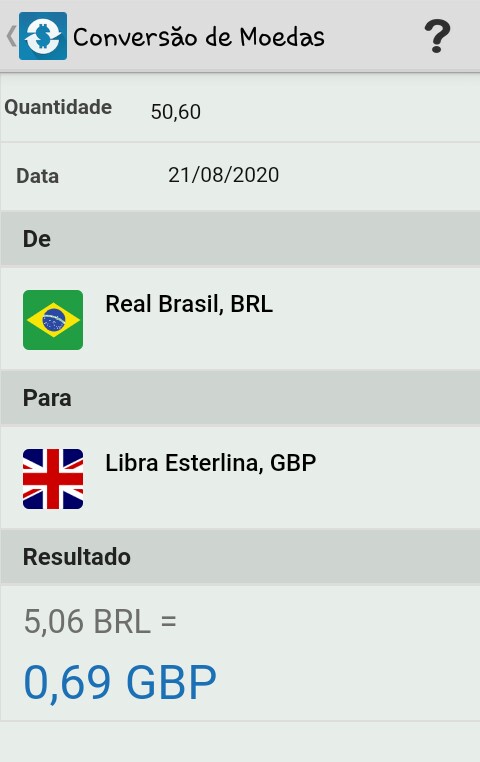 Conversão de Moedas ?
Quantidade 50,60
Data 21/08/2020
De
Real Brasil, BRL
Para
Libra Esterlina, GBP
Resultado
5,06 BRL =
0,69 GBP